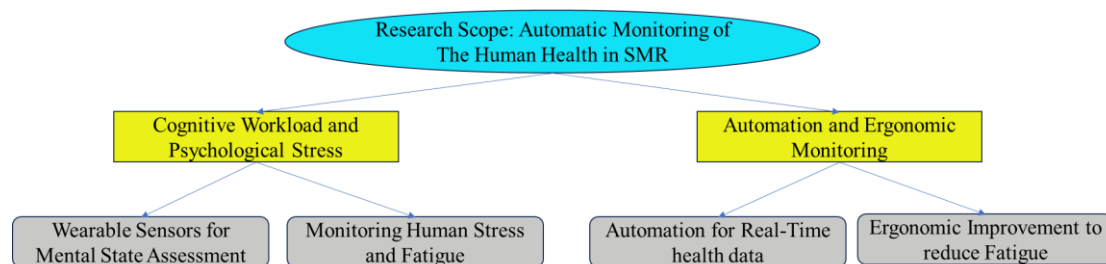 Research Scope: Automatic Monitoring of
The Human Health in SMR
Cognitive Workload and
Psychological Stress
Automation and Ergonomic
Monitoring
Wearable Sensors for
Mental State Assessment
Monitoring Human Stress
and Fatigue
Automation for Real-Time
health data
Ergonomic Improvement to
reduce Fatigue